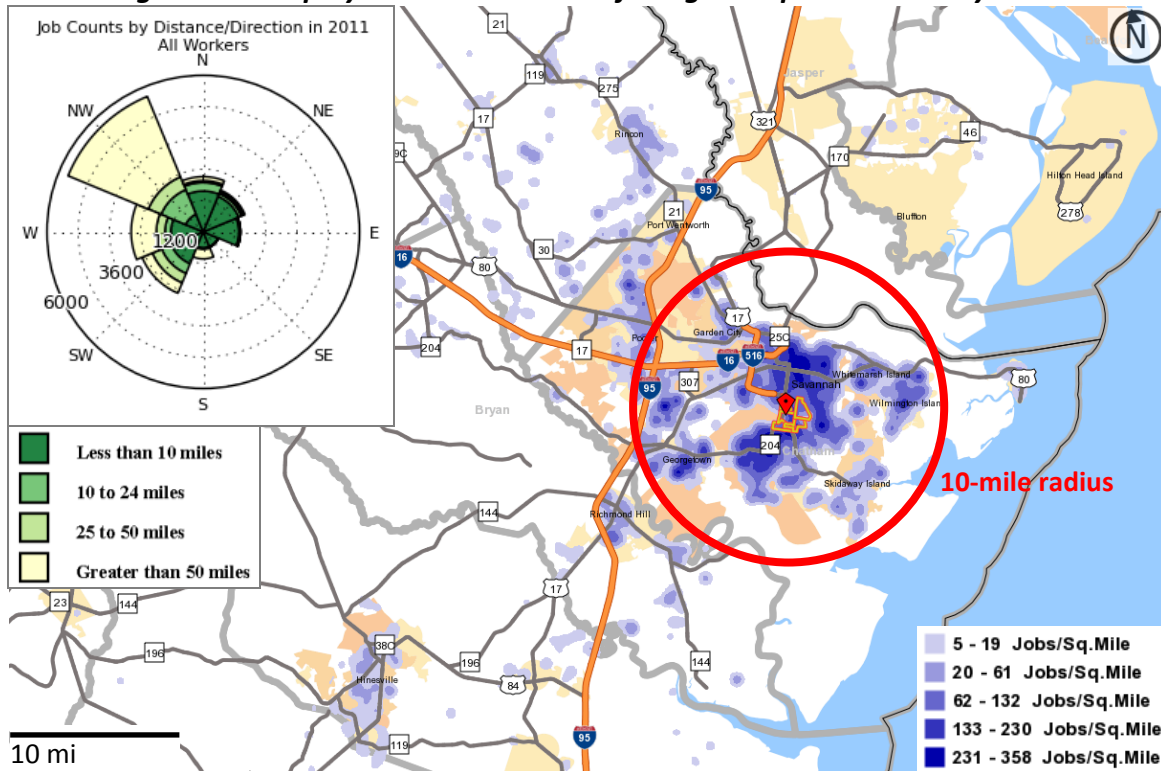 Job Counts by Distance/Direction in 2011
All Workers
N
NW
NE
W
E
1200
3600
6000
SW
SE
S
Less than 10 miles
10 to 24 miles
25 to 50 miles
Greater than 50 miles
N
21
119
275
17
Rincon
Jasper
321
95
170
46
Hilton Head Island
278
Bluffton
21
Port Wentworth
30
16
80
17
Garden City
25C
204
17
16
516
95
307
Whitemarsh Island
Savannah
Wilmington Island
80
Bryan
204
Georgetown
Skidaway Island
10-mile radius
144
Richmond Hill
17
23
144
196
38C
196
144
Hinesville
84
119
95
10 mi
5 - 19 Jobs/Sq.Mile
20 - 61 Jobs/Sq.Mile
62 - 132 Jobs/Sq.Mile
133 - 230 Jobs/Sq.Mile
231 - 358 Jobs/Sq.Mile